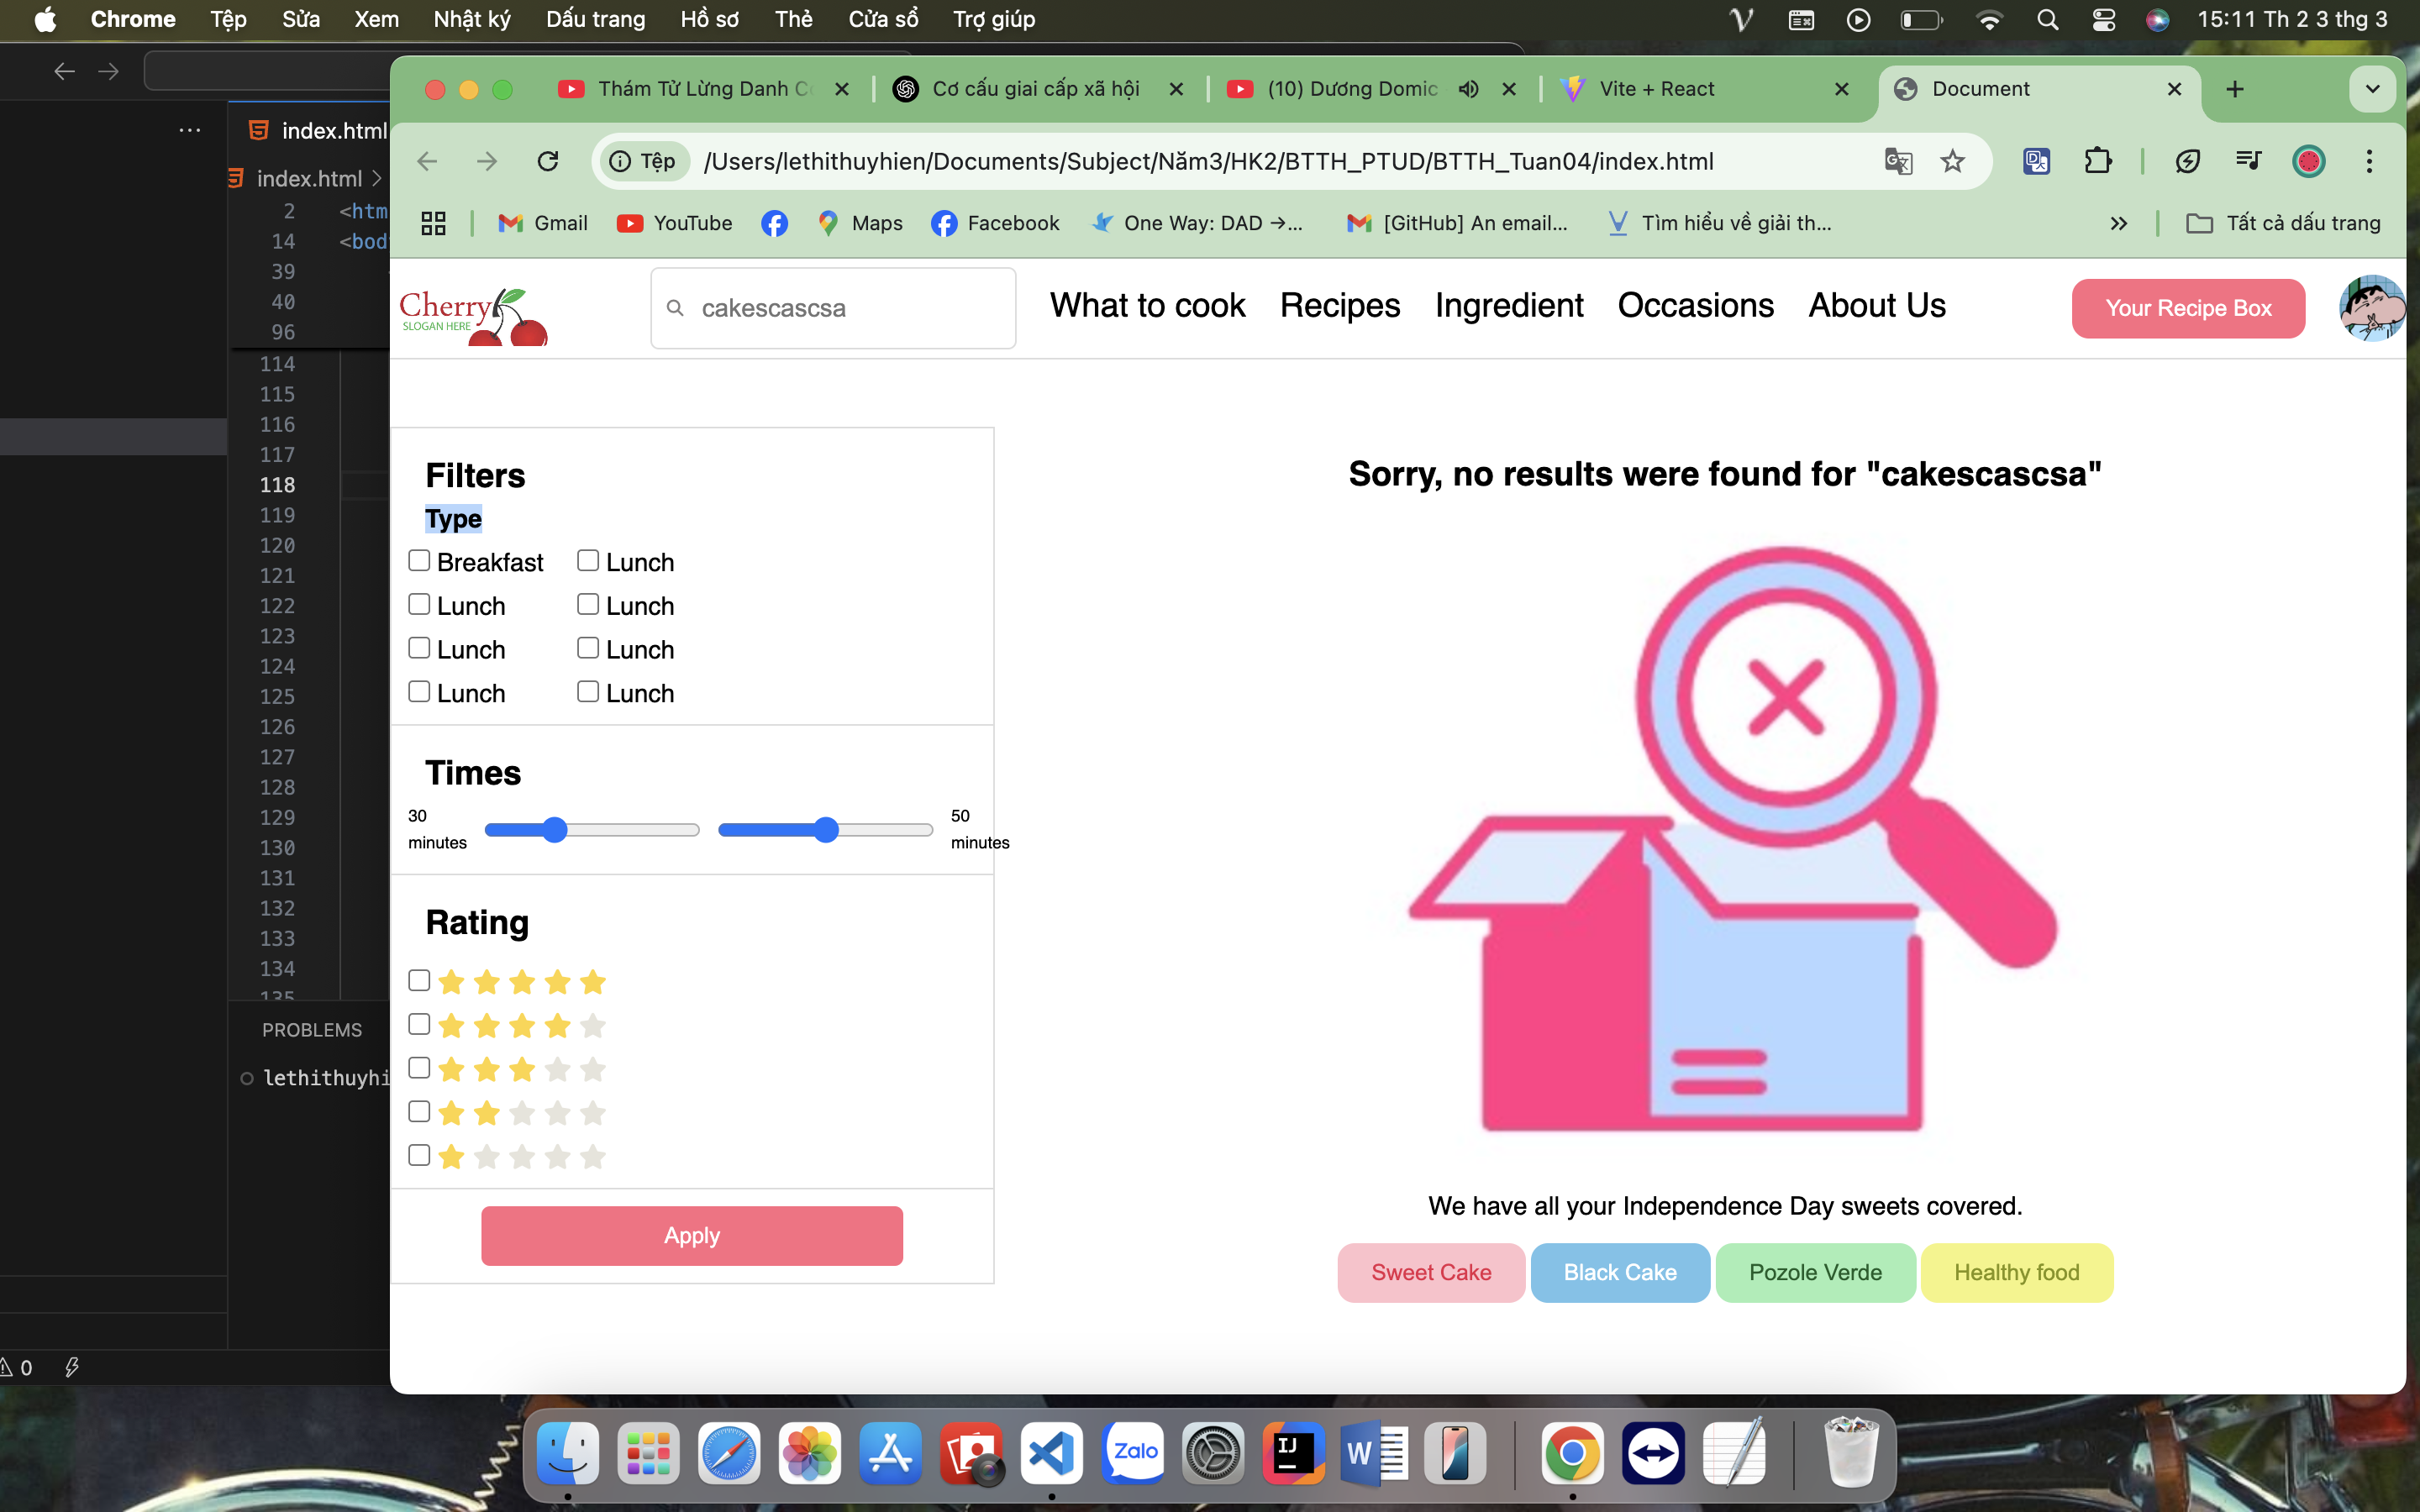 Chrome Tệp Sửa Xem Nhật ký Dấu trang Hồ sơ Thẻ Cửa sổ Trợ giúp 15:11 Th 2 3 thg 3
Thám Tử Lừng Danh Cơ cấu giai cấp xã hội (10) Dương Domic Vite + React Document
index.html
Tệp /Users/lethithuyhien/Documents/Subject/Năm3/HK2/BTTH_PTUD/BTTH_Tuan04/index.html
index.html >
Gmail YouTube Maps Facebook One Way: DAD →... [GitHub] An email... Tìm hiểu về giải th... Tất cả dấu trang
2 <htm
14 <bod
39
40
96
114
115
116
117
118
119
120
121
122
123
124
125
126
127
128
129
130
131
132
133
134
135
PROBLEMS
lethithuyhi
0
Cherry
SLOGAN HERE
cakescascsa
What to cook Recipes Ingredient Occasions About Us
Your Recipe Box
Filters
Type
Breakfast Lunch
Lunch Lunch
Lunch Lunch
Lunch Lunch
Times
30 minutes
50 minutes
Rating
Apply
Sorry, no results were found for "cakescascsa"
We have all your Independence Day sweets covered.
Sweet Cake Black Cake Pozole Verde Healthy food
Zalo
IJ
W